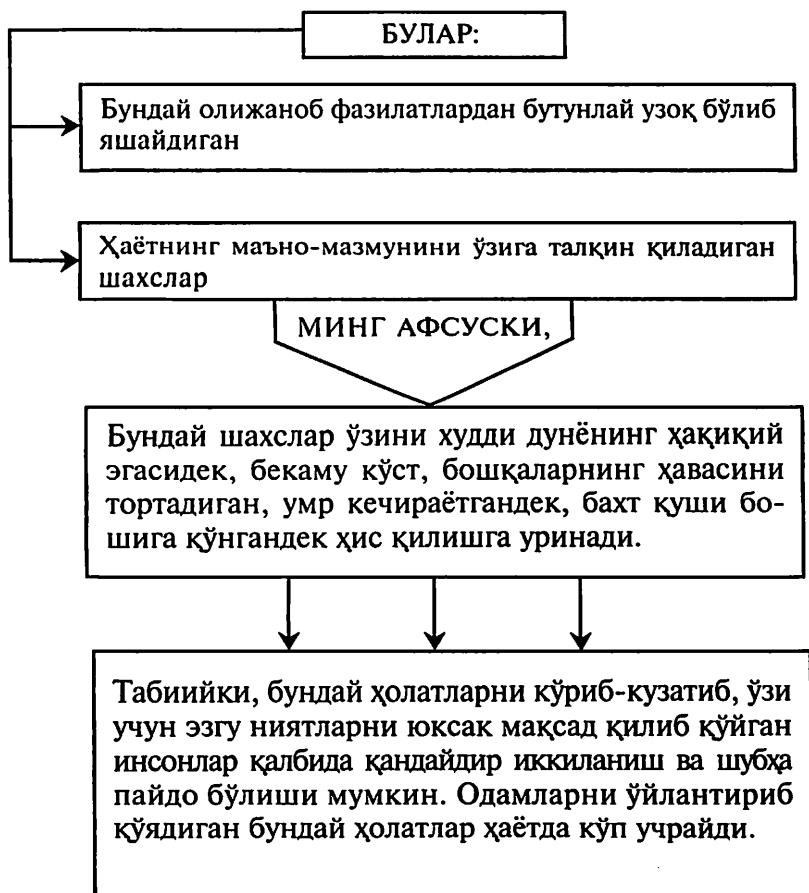 БУЛАР:
Бундай олижаноб фазилатлардан бутунлай узоқ бўлиб
яшайдиган
Ҳаётнинг маъно-мазмунини ўзига талқин қиладиган
шахслар
МИНГ АФСУСКИ,
Бундай шахслар ўзини худди дунёнинг ҳақиқий
эгасидек, бекаму кўст, бошқаларнинг ҳавасини
тортадиган, умр кечираётгандек, бахт қуши бо-
шига қўнгандек ҳис қилишга уринади.
Табиийки, бундай ҳолатларни кўриб-кузатиб, ўзи
учун эзгу ниятларни юксак мақсад қилиб қўйган
инсонлар қалбида қандайдир иккиланиш ва шубҳа
пайдо бўлиши мумкин. Одамларни ўйлантириб
қўядиган бундай ҳолатлар ҳаётда кўп учрайди.